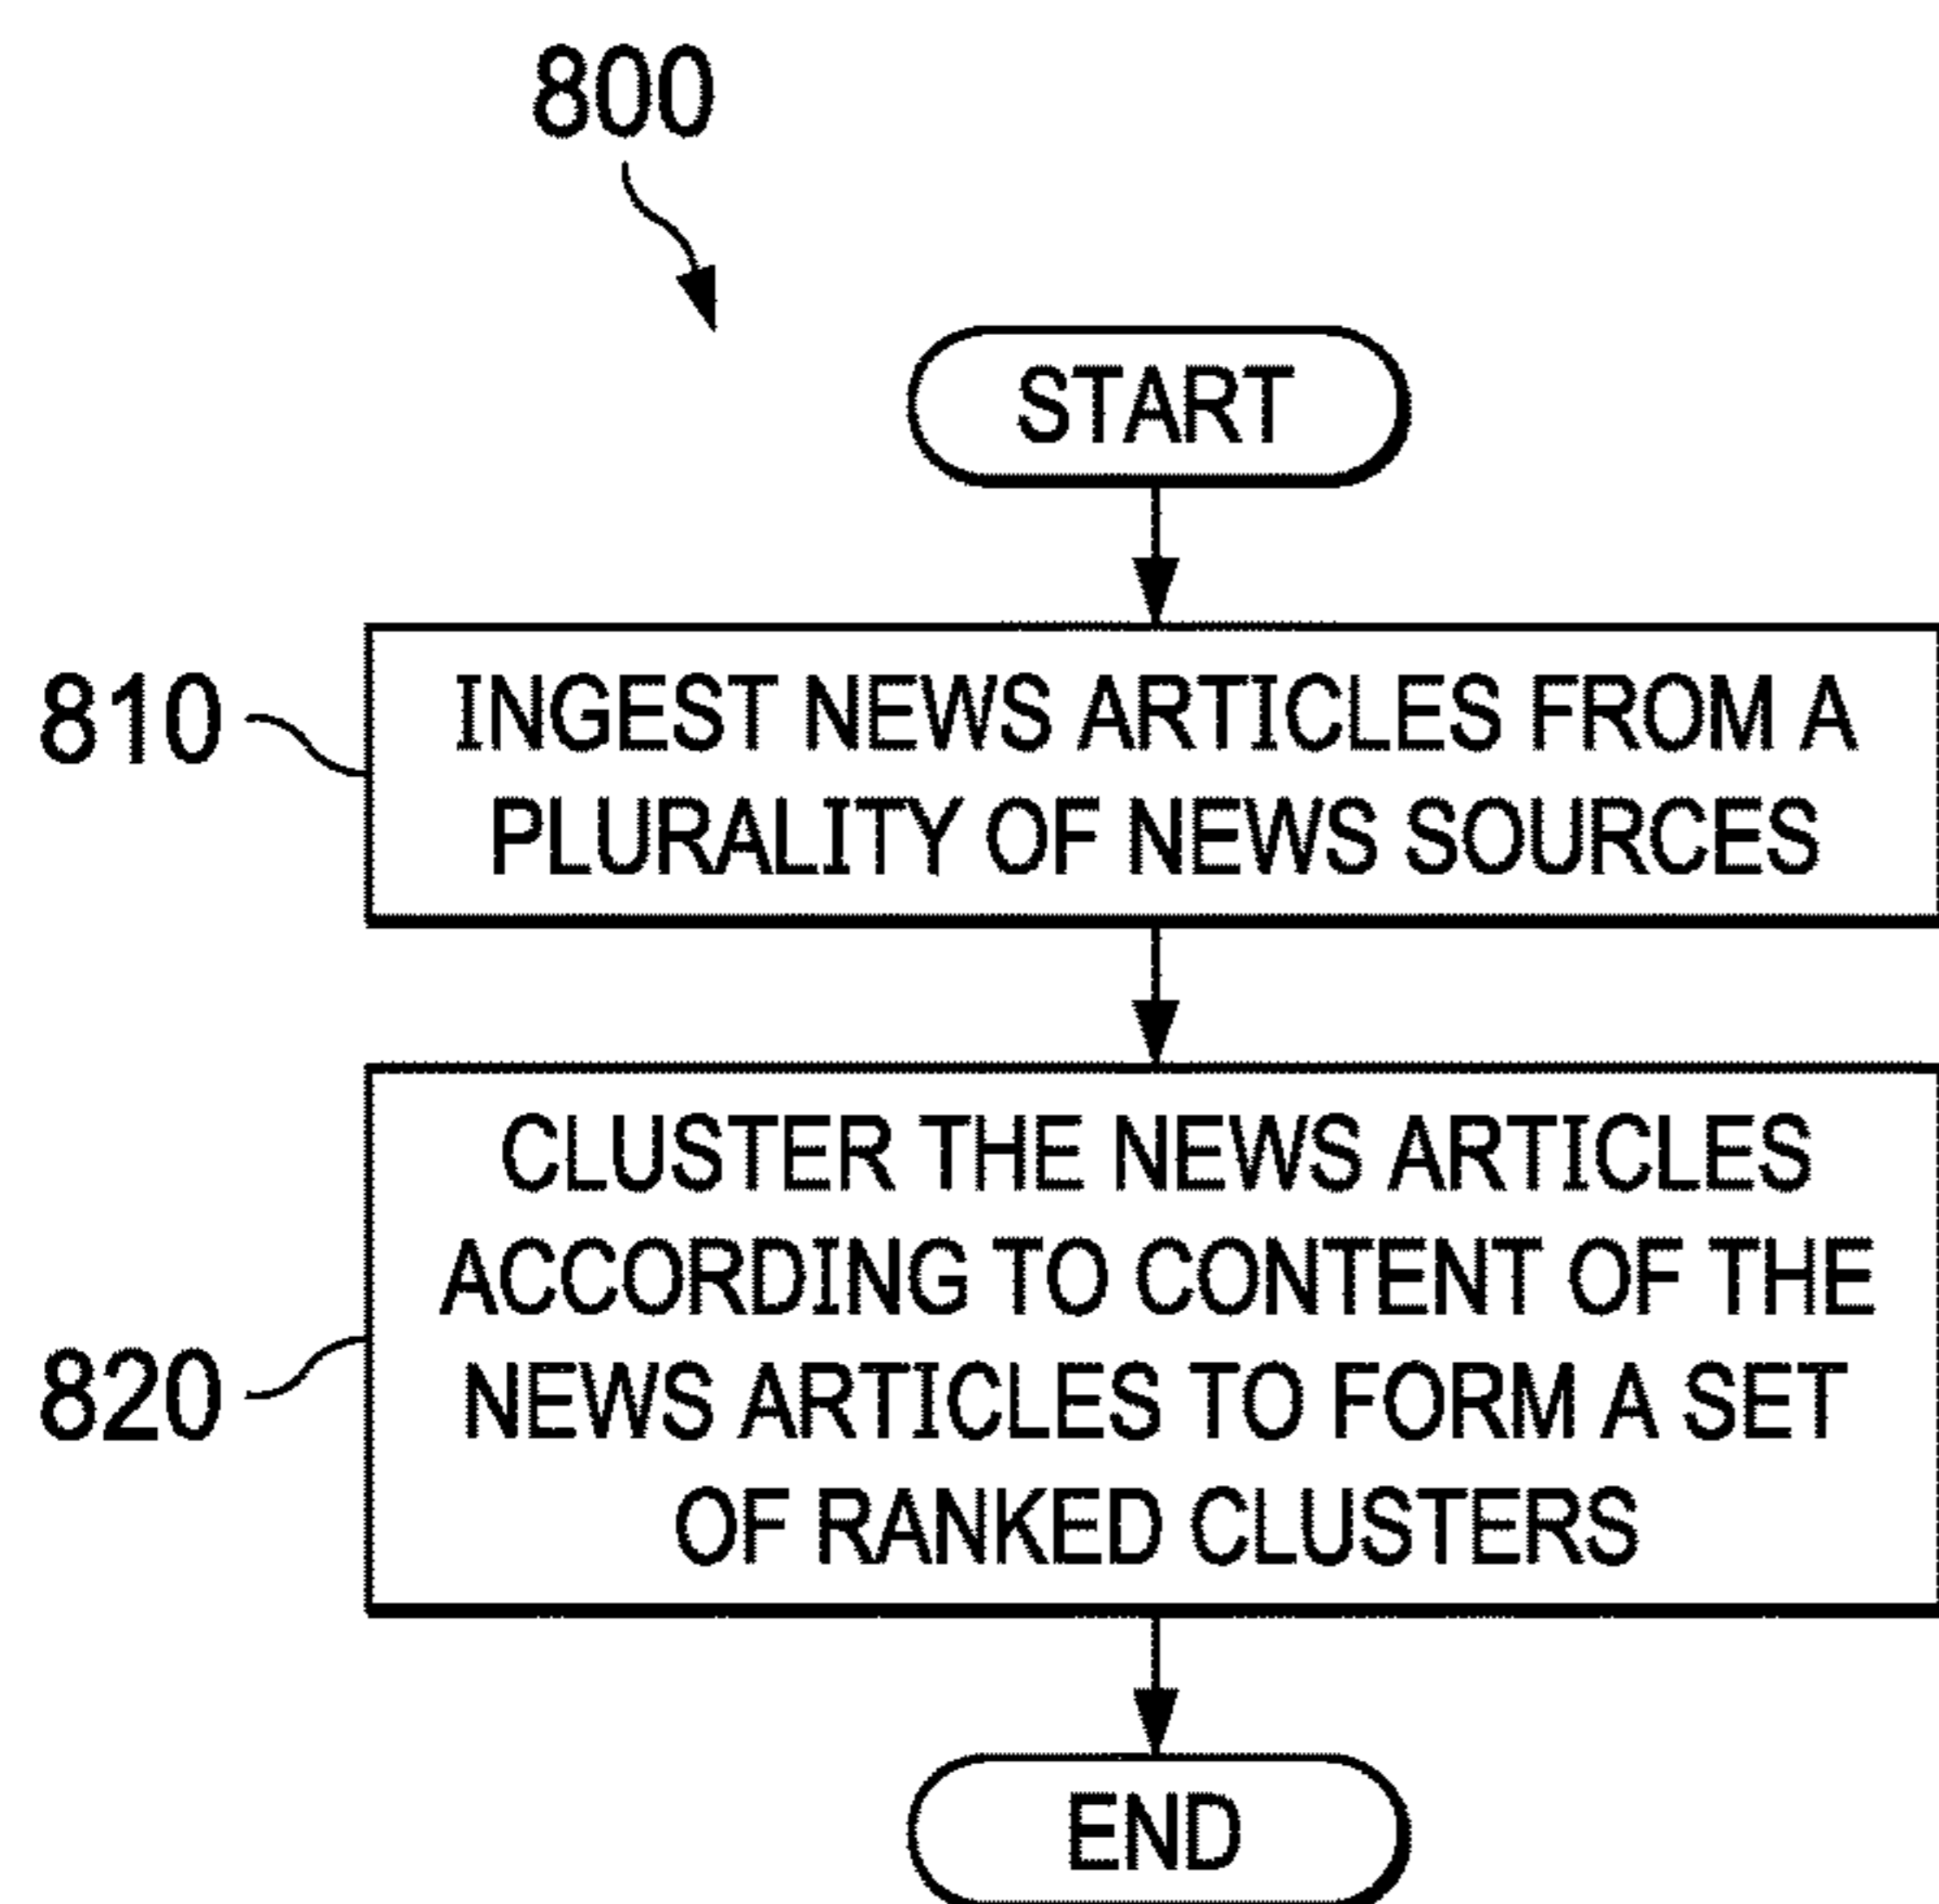 800
START
810
INGEST NEWS ARTICLES FROM A
PLURALITY OF NEWS SOURCES
820
CLUSTER THE NEWS ARTICLES
ACCORDING TO CONTENT OF THE
NEWS ARTICLES TO FORM A SET
OF RANKED CLUSTERS
END